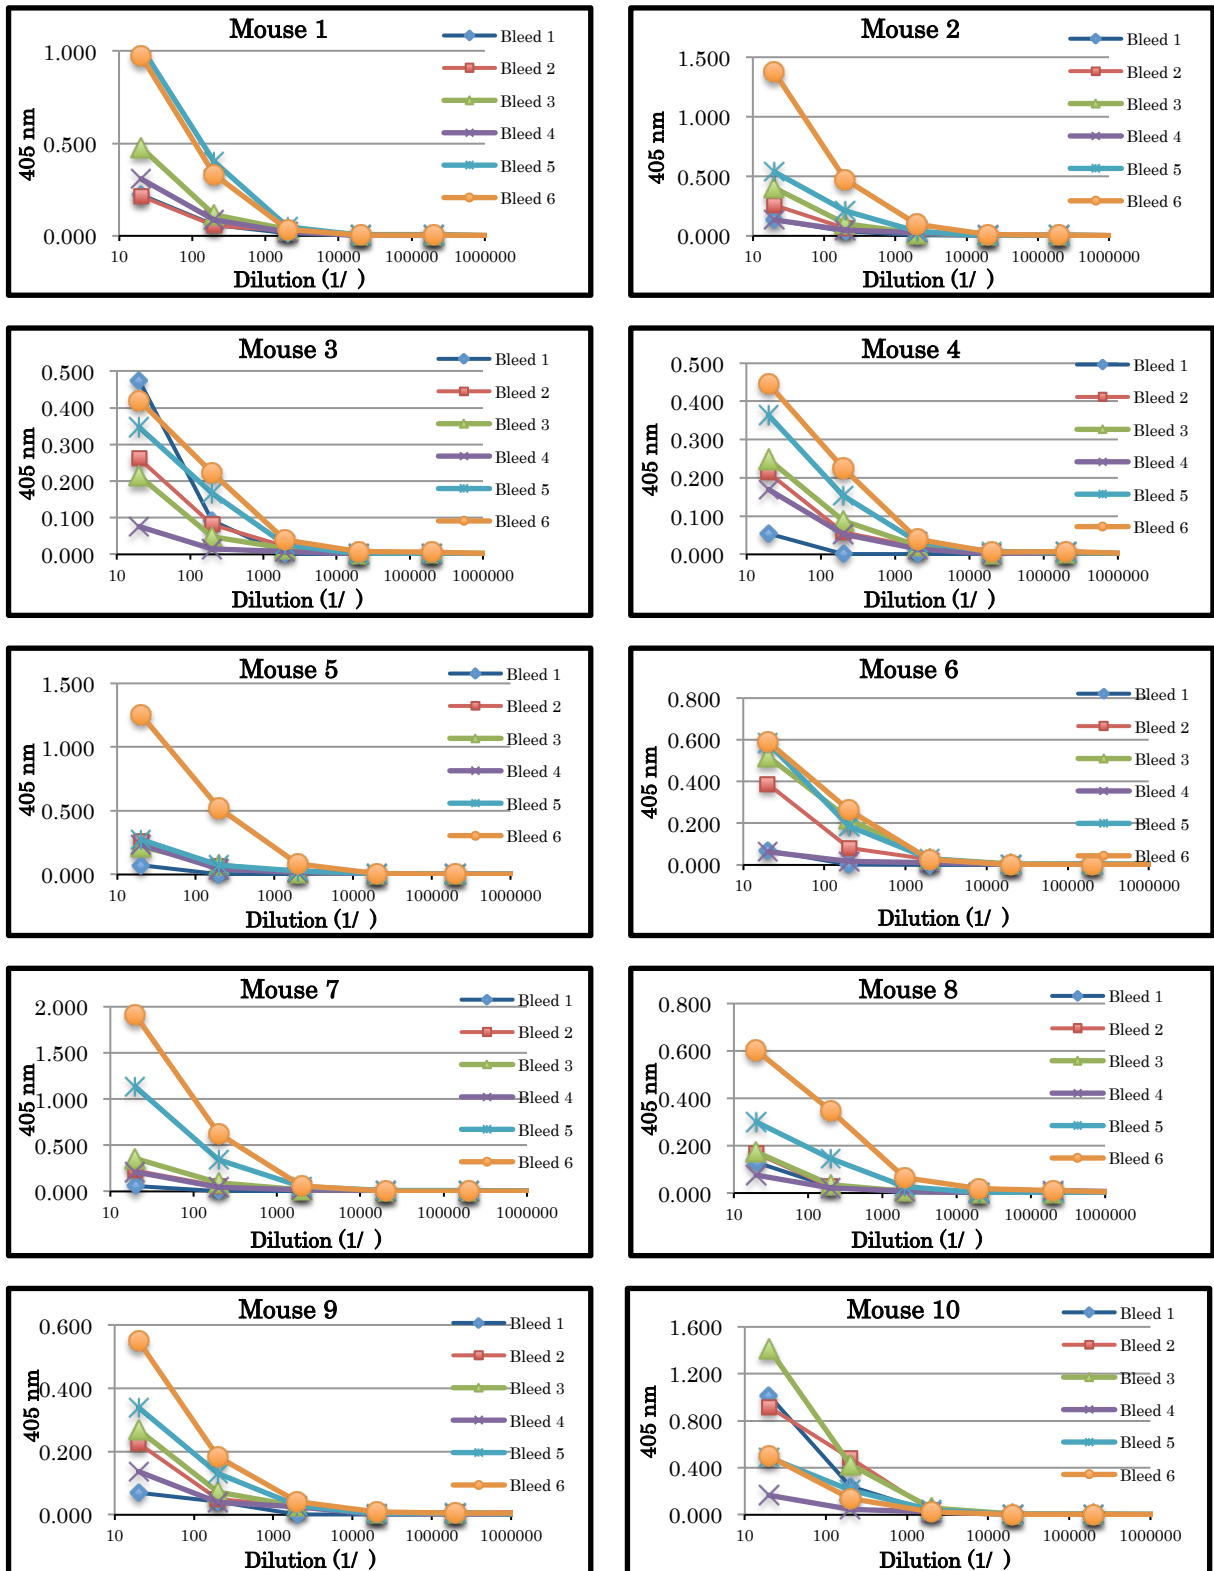 Mouse 1
1.000
0.500
0.000
405 nm
10 100 1000 10000 100000 1000000
Dilution (1/ )
Bleed 1
Bleed 2
Bleed 3
Bleed 4
Bleed 5
Bleed 6
Mouse 2
1.500
1.000
0.500
0.000
405 nm
10 100 1000 10000 100000 1000000
Dilution (1/ )
Bleed 1
Bleed 2
Bleed 3
Bleed 4
Bleed 5
Bleed 6
Mouse 3
0.500
0.400
0.300
0.200
0.100
0.000
405 nm
10 100 1000 10000 100000 1000000
Dilution (1/ )
Bleed 1
Bleed 2
Bleed 3
Bleed 4
Bleed 5
Bleed 6
Mouse 4
0.500
0.400
0.300
0.200
0.100
0.000
405 nm
10 100 1000 10000 100000 1000000
Dilution (1/ )
Bleed 1
Bleed 2
Bleed 3
Bleed 4
Bleed 5
Bleed 6
Mouse 5
1.500
1.000
0.500
0.000
405 nm
10 100 1000 10000 100000 1000000
Dilution (1/ )
Bleed 1
Bleed 2
Bleed 3
Bleed 4
Bleed 5
Bleed 6
Mouse 6
0.800
0.600
0.400
0.200
0.000
405 nm
10 100 1000 10000 100000 1000000
Dilution (1/ )
Bleed 1
Bleed 2
Bleed 3
Bleed 4
Bleed 5
Bleed 6
Mouse 7
2.000
1.500
1.000
0.500
0.000
405 nm
10 100 1000 10000 100000 1000000
Dilution (1/ )
Bleed 1
Bleed 2
Bleed 3
Bleed 4
Bleed 5
Bleed 6
Mouse 8
0.800
0.600
0.400
0.200
0.000
405 nm
10 100 1000 10000 100000 1000000
Dilution (1/ )
Bleed 1
Bleed 2
Bleed 3
Bleed 4
Bleed 5
Bleed 6
Mouse 9
0.600
0.400
0.200
0.000
405 nm
10 100 1000 10000 100000 1000000
Dilution (1/ )
Bleed 1
Bleed 2
Bleed 3
Bleed 4
Bleed 5
Bleed 6
Mouse 10
1.600
1.200
0.800
0.400
0.000
405 nm
10 100 1000 10000 100000 1000000
Dilution (1/ )
Bleed 1
Bleed 2
Bleed 3
Bleed 4
Bleed 5
Bleed 6